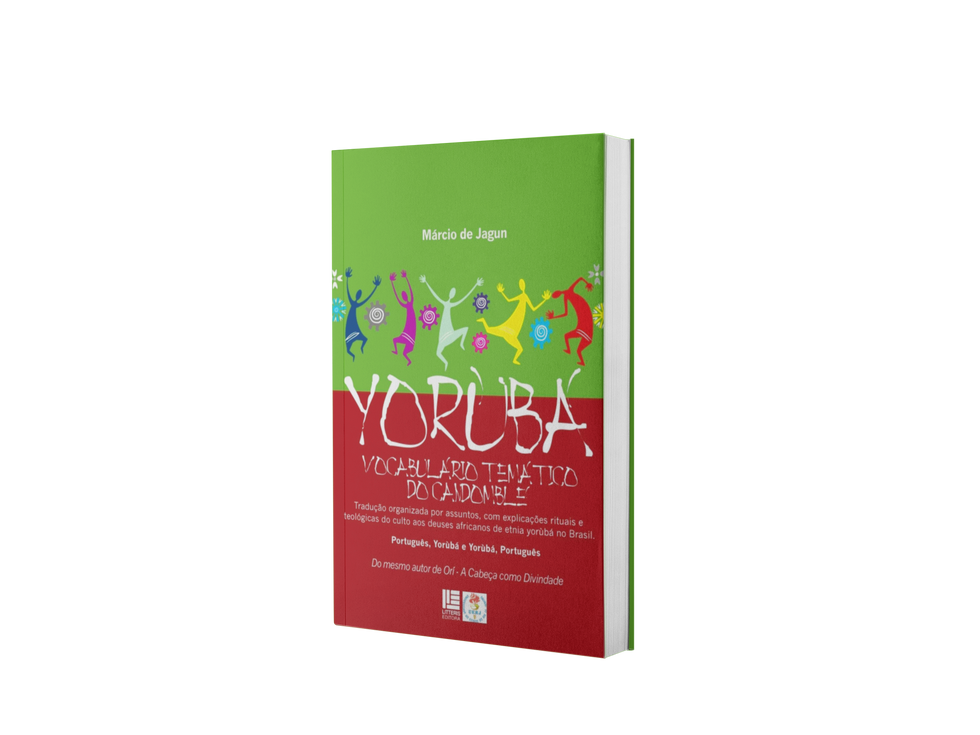 Márcio de Jagun
YORÙBÁ
VOCABULÁRIO TEMÁTICO
DO CANDOMBLÉ
Tradução organizada por assuntos, com explicações rituais e
teológicas do culto aos deuses africanos de etnia yorùbá no Brasil.
Português, Yorùbá e Yorùbá, Português
Do mesmo autor de Orí - A Cabeça como Divindade
LITTERIS
EDITORA